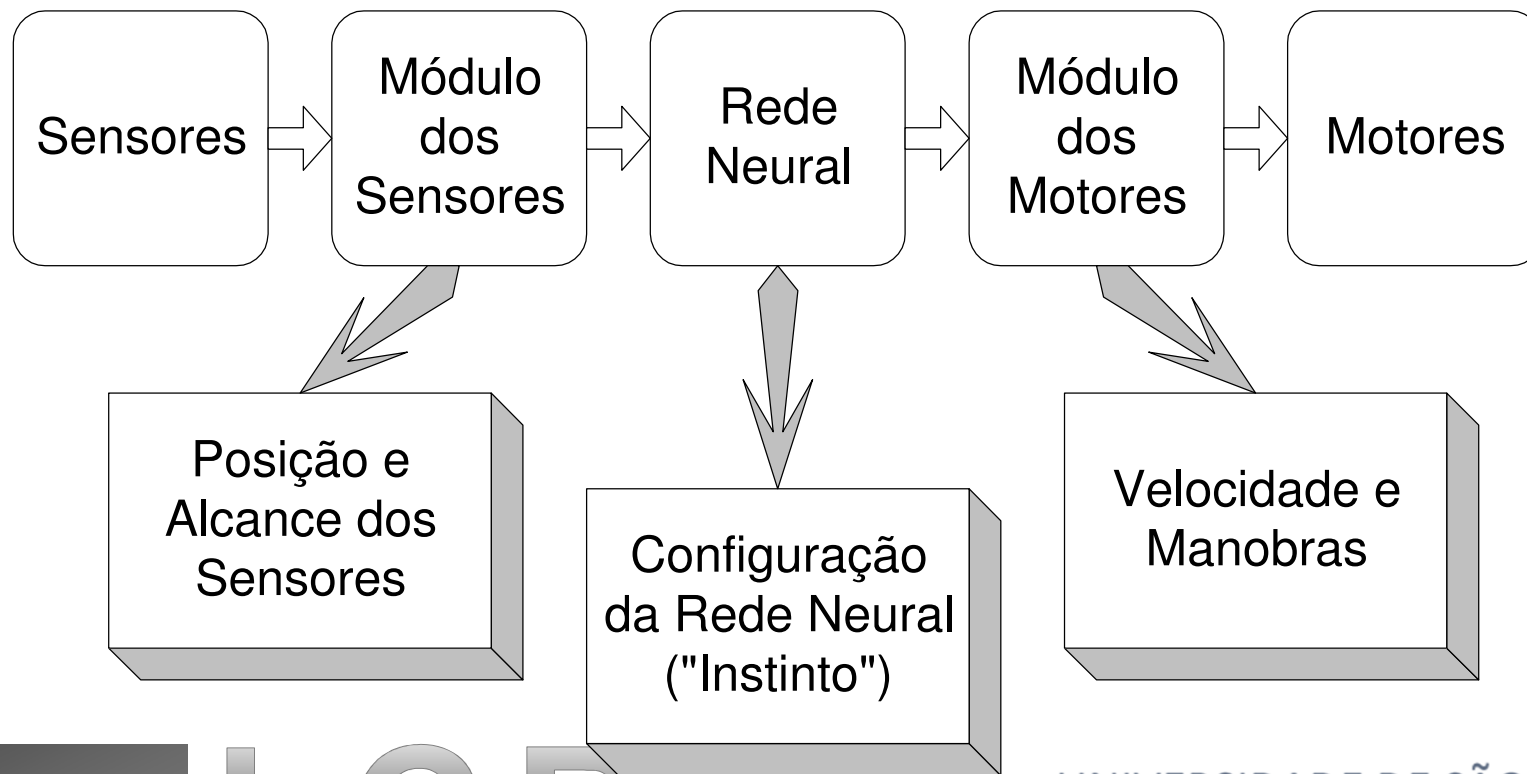 Sensores
Módulo
dos
Sensores
Rede
Neural
Módulo
dos
Motores
Motores
Posição e
Alcance dos
Sensores
Configuração
da Rede Neural
("Instinto")
Velocidade e
Manobras